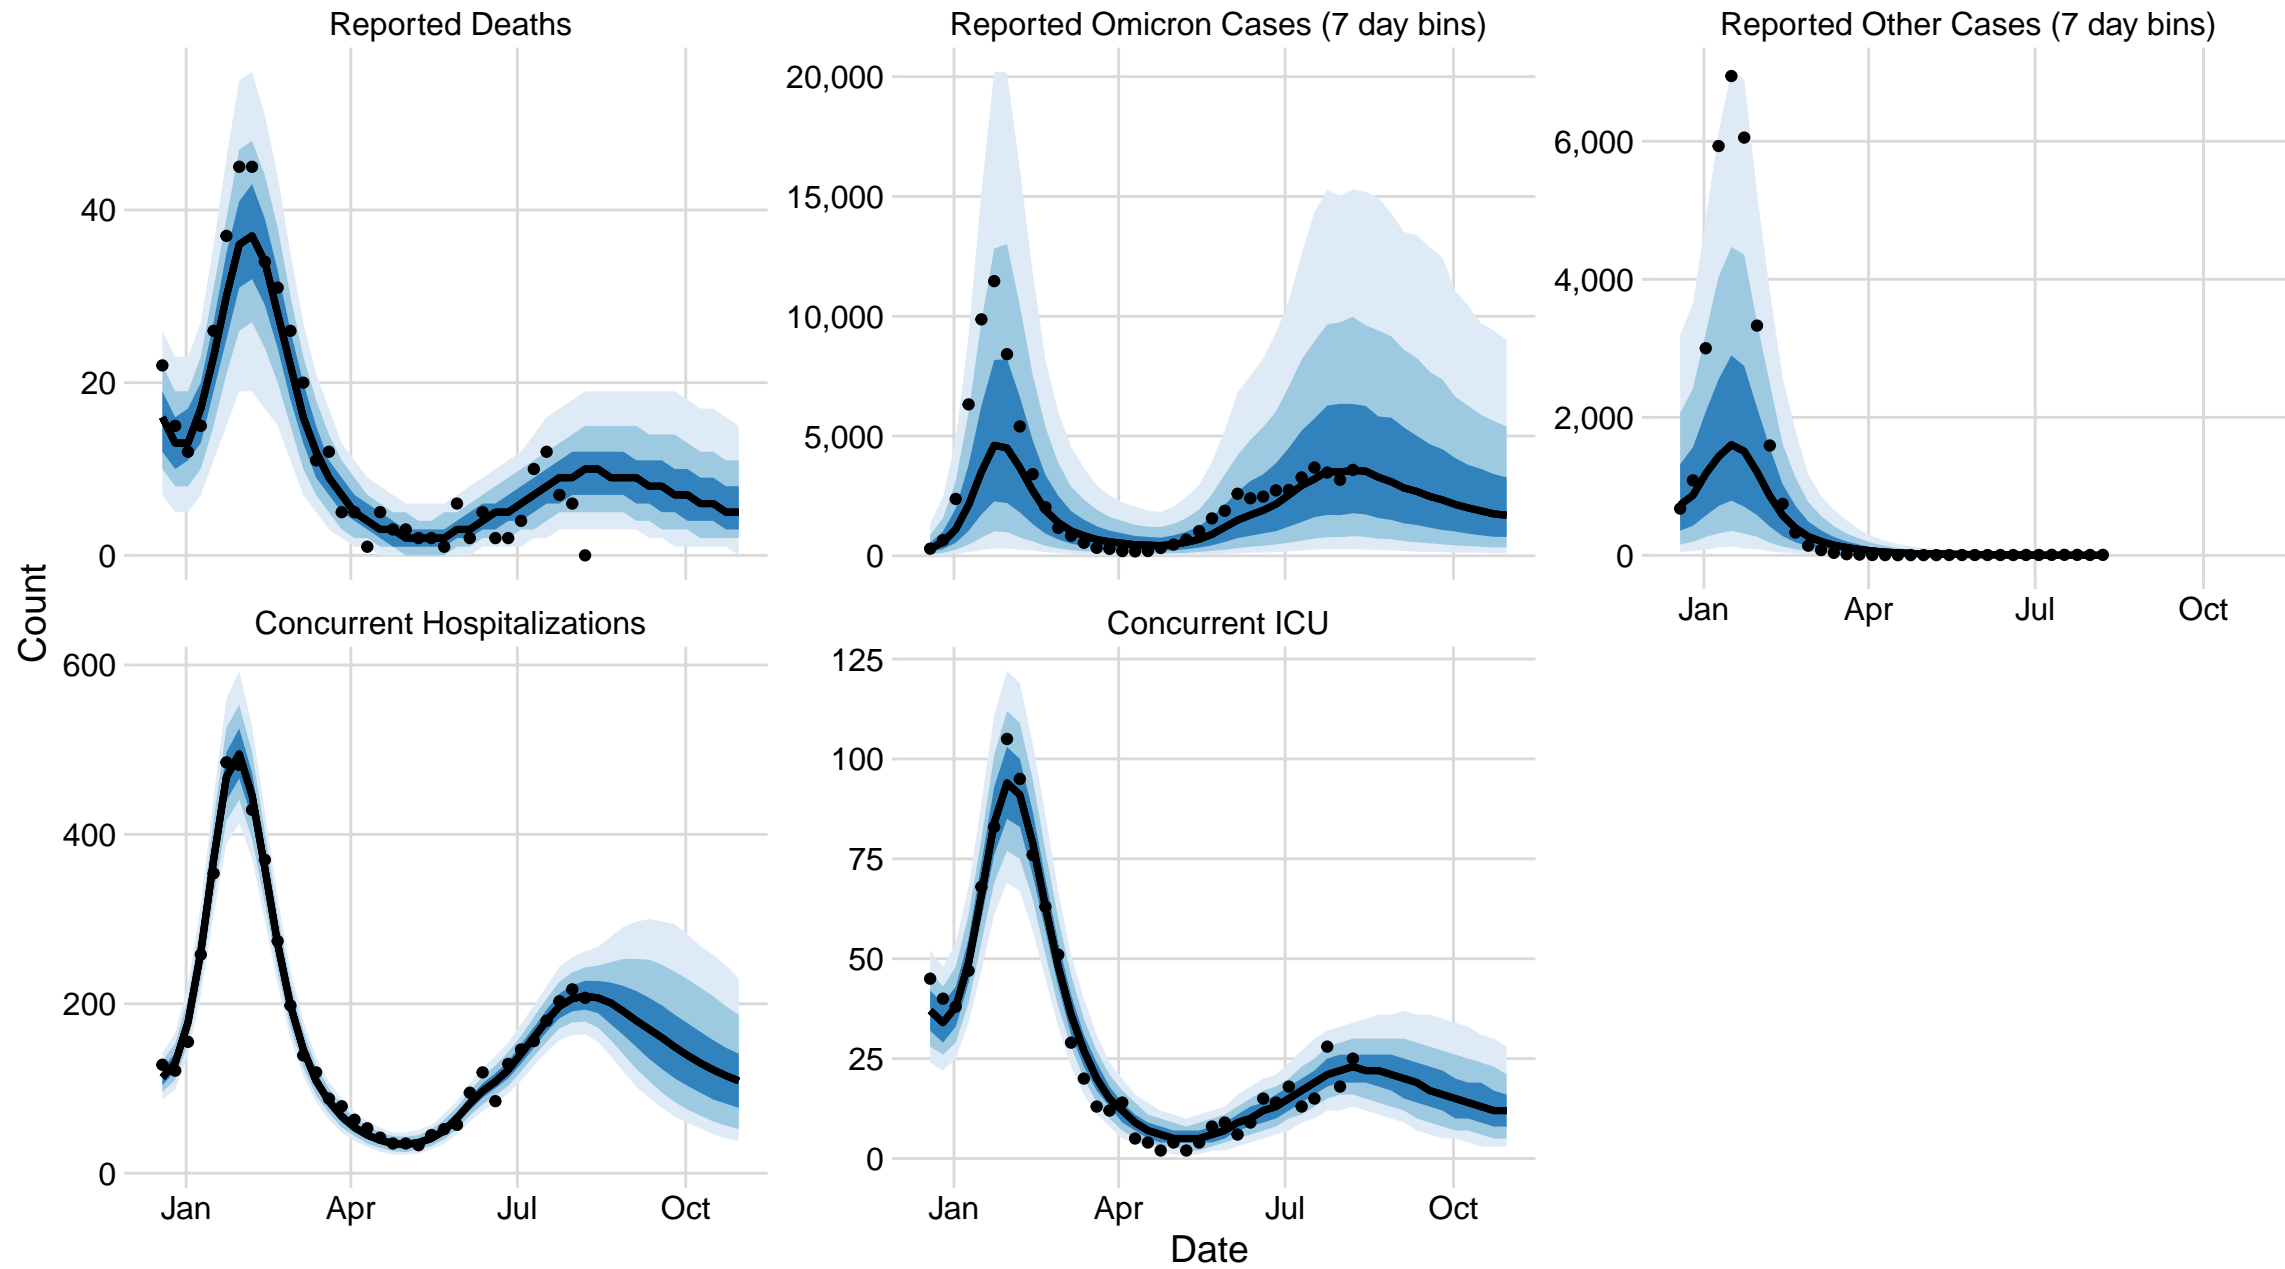 Reported Deaths
Reported Omicron Cases (7 day bins)
Reported Other Cases (7 day bins)
40
20
0
20,000
15,000
10,000
5,000
0
6,000
4,000
2,000
0
Jan Apr Jul Oct
Count
Concurrent Hospitalizations
Concurrent ICU
600
400
200
0
Jan Apr Jul Oct
125
100
75
50
25
0
Jan Apr Jul Oct
Date